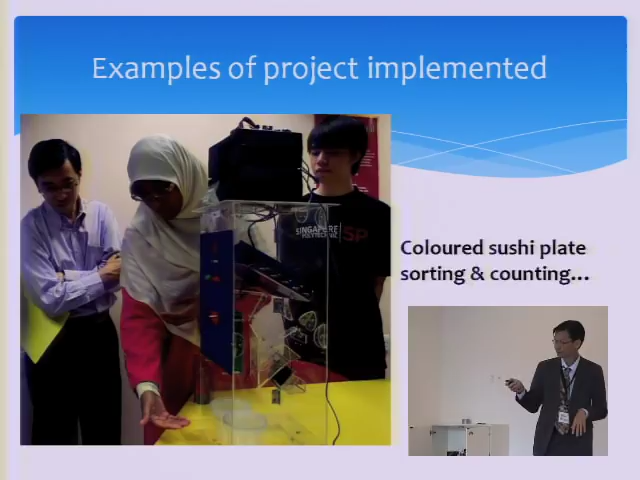 Examples of project implemented
SINGAPORE
POLYTECHNIC
SP
Coloured sushi plate
sorting & counting...